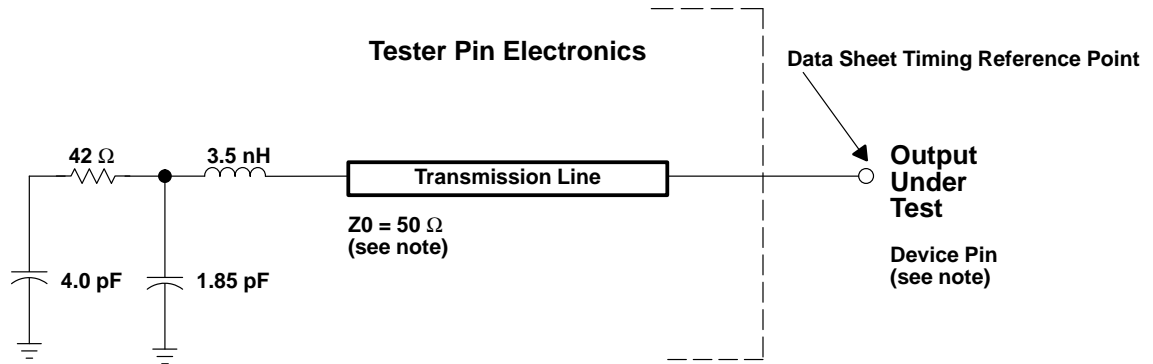 Tester Pin Electronics
Data Sheet Timing Reference Point
42 Ω
3.5 nH
Transmission Line
Output
Under
Test
Z0 = 50 Ω
(see note)
Device Pin
(see note)
4.0 pF
1.85 pF